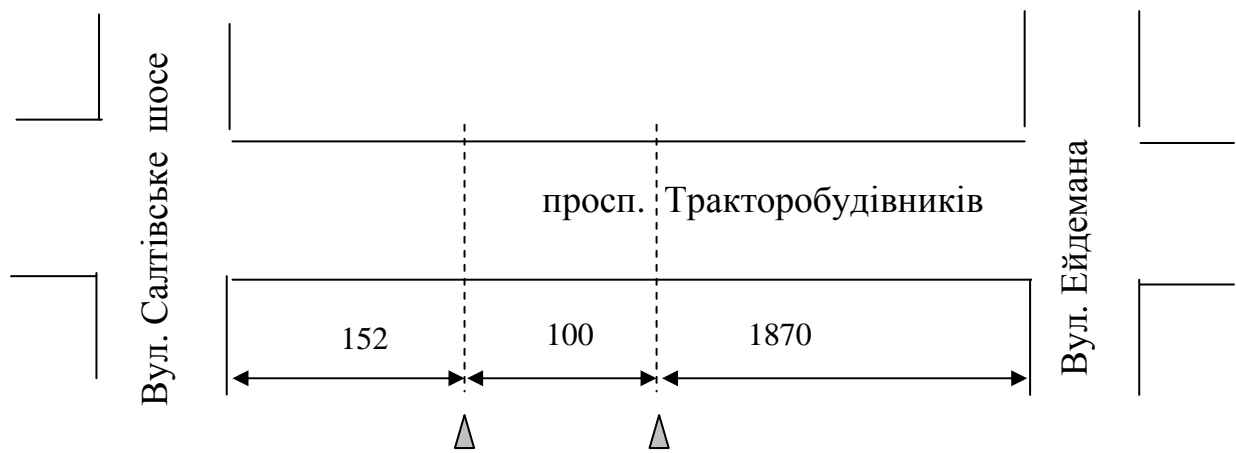 Вул. Салтівське шосе
просп. Тракторобудівників
Вул. Ейдемана
152
100
1870